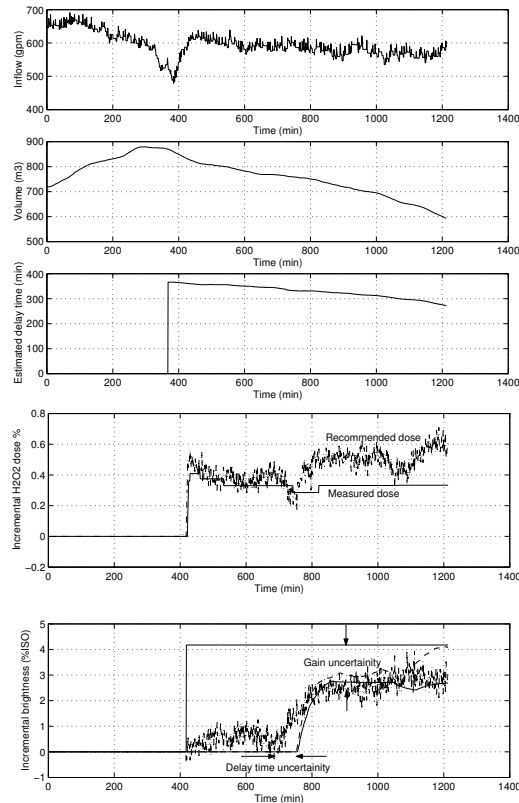 700
600
500
400
Inflow (gpm)
0 200 400 600 800 1000 1200 1400
Time (min)
900
800
700
600
500
Volume (m3)
0 200 400 600 800 1000 1200 1400
Time (min)
400
300
200
100
0
Estimated delay time (min)
0 200 400 600 800 1000 1200 1400
Time (min)
0.8
0.6
0.4
0.2
0
−0.2
Incremental H2O2 dose %
Recommended dose
Measured dose
0 200 400 600 800 1000 1200 1400
Time (min)
5
4
3
2
1
0
−1
Incremental brightness (%ISO)
Gain uncertainity
Delay time uncertainity
0 200 400 600 800 1000 1200 1400
Time (min)